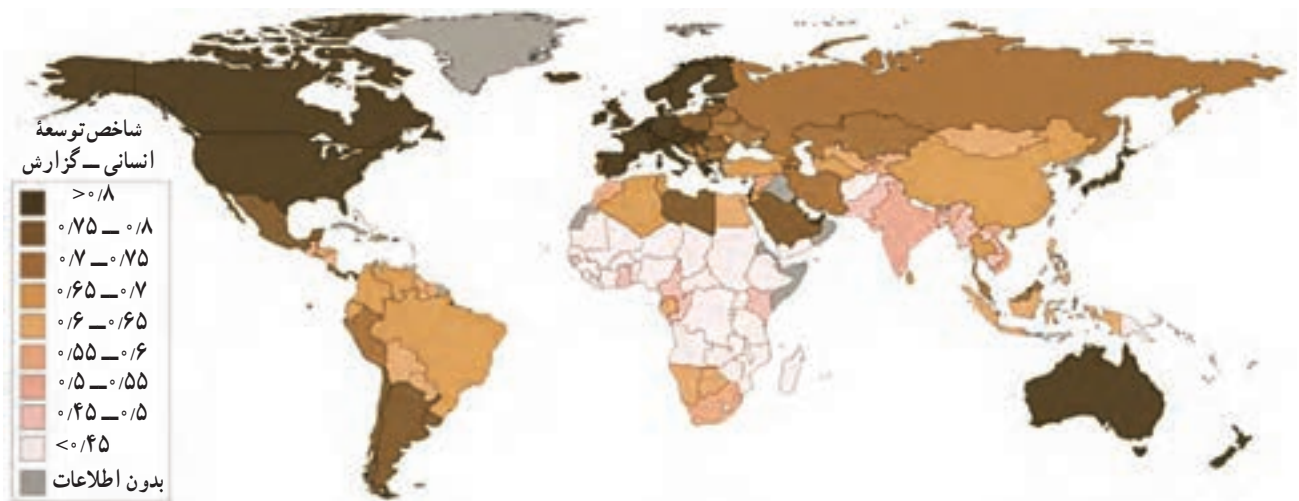 شاخص توسعهٔ
انسانی ــ گزارش
>۰/۸
۰/۷۵ ــ ۰/۸
۰/۷ ــ ۰/۷۵
۰/۶۵ ــ ۰/۷
۰/۶ ــ ۰/۶۵
۰/۵۵ ــ ۰/۶
۰/۵ ــ ۰/۵۵
۰/۴۵ ــ ۰/۵
<۰/۴۵
بدون اطلاعات